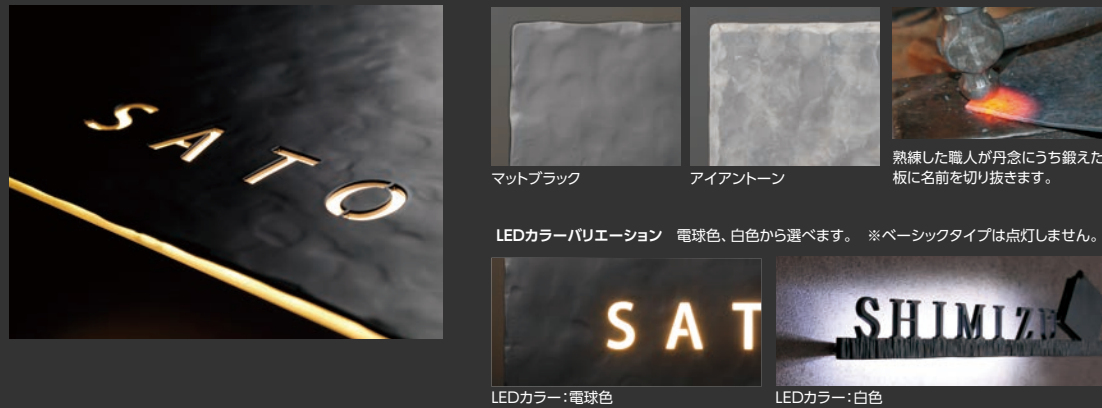 SATO
マットブラック
アイアントーン
熟練した職人が丹念にうち鍛えた
板に名前を切り抜きます。
LEDカラーバリエーション 電球色、白色から選べます。 ※ベーシックタイプは点灯しません。
SAT
SHIMIZU
LEDカラー：電球色
LEDカラー：白色